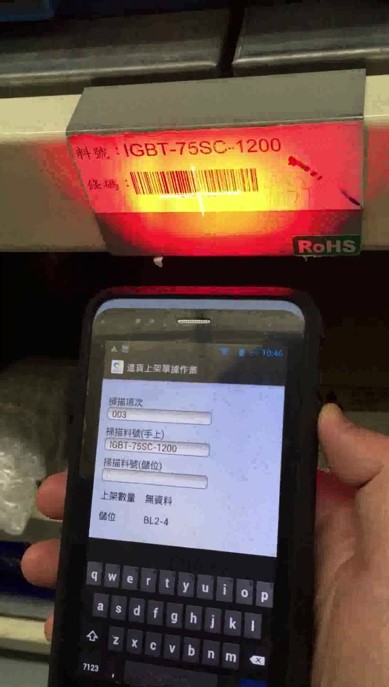 料號：IGBT-75SC-1200
條碼：
RoHS
10:46
進貨上架單據作業
掃描項次
003
掃描料號(手上)
IGBT-75SC-1200
掃描料號(儲位)
上架數量 無資料
儲位 BL2-4
q w e r t y u i o p
a s d f g h j k l
z x c v b n m
?123